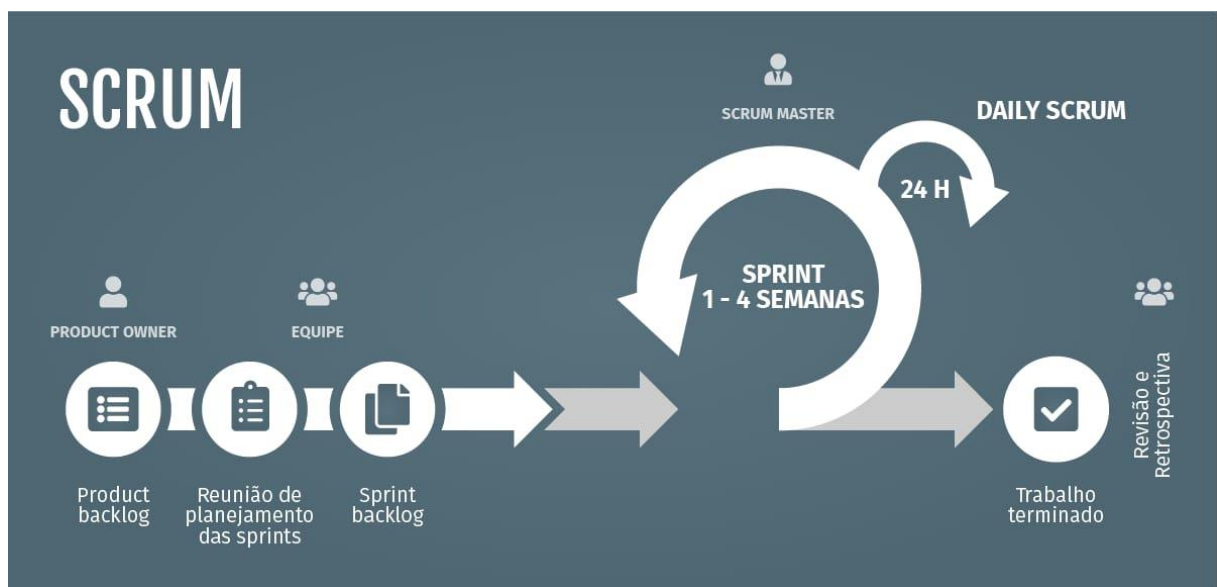 SCRUM
SCRUM MASTER
DAILY SCRUM
24 H
SPRINT
1 - 4 SEMANAS
PRODUCT OWNER
EQUIPE
Product
backlog
Reunião de
planejamento
das sprints
Sprint
backlog
Trabalho
terminado
Revisão e
Retrospectiva